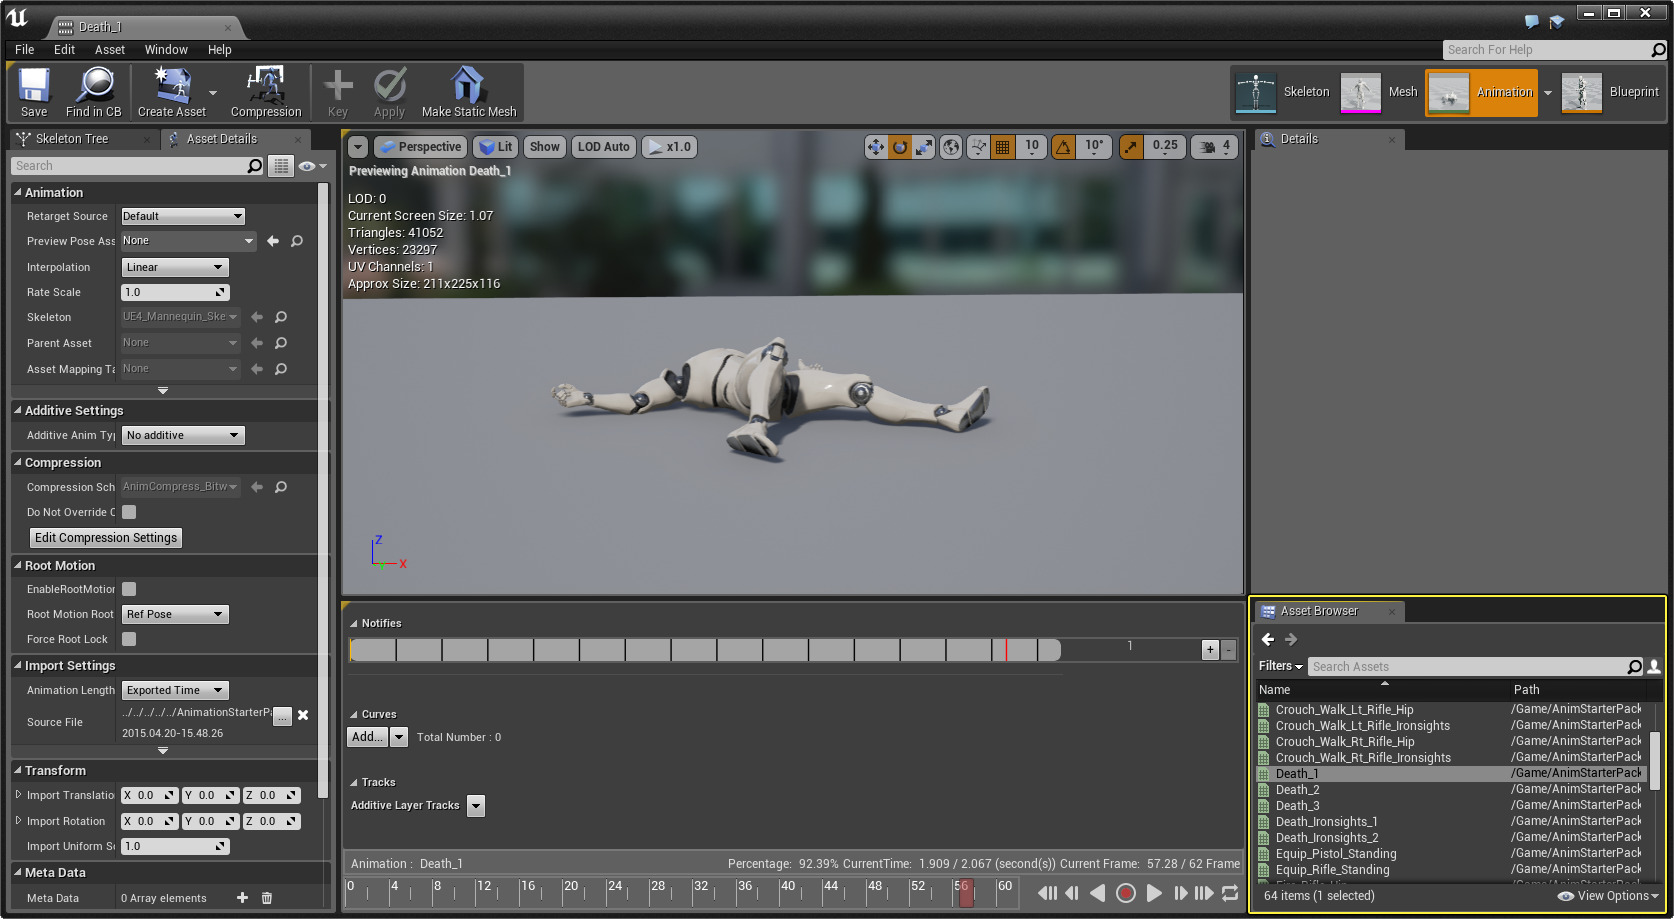 Death_1
File Edit Asset Window Help
Search For Help
Save
Find in CB
Create Asset
Compression
Key
Apply
Make Static Mesh
Skeleton
Mesh
Animation
Blueprint
Skeleton Tree
Asset Details
Search
Animation
Retarget Source Default
Preview Pose Ass None
Interpolation Linear
Rate Scale 1.0
Skeleton UE4_Mannequin_Ske
Parent Asset None
Asset Mapping Ta None
Additive Settings
Additive Anim Typ No additive
Compression
Compression Sch AnimCompress_Bitw
Do Not Override C
Edit Compression Settings
Root Motion
EnableRootMotion
Root Motion Root Ref Pose
Force Root Lock
Import Settings
Animation Length Exported Time
Source File ../../../../../AnimationStarterPa ...
2015.04.20-15.48.26
Transform
Import Translatio X 0.0 Y 0.0 Z 0.0
Import Rotation X 0.0 Y 0.0 Z 0.0
Import Uniform Sc 1.0
Meta Data
Meta Data 0 Array elements
Perspective Lit Show LOD Auto x1.0
10 10° 0.25 4
Previewing Animation Death_1
LOD: 0
Current Screen Size: 1.07
Triangles: 41052
Vertices: 23297
UV Channels: 1
Approx Size: 211x225x116
Z
X
Notifies
1 + -
Curves
Add... Total Number : 0
Tracks
Additive Layer Tracks
Animation : Death_1 Percentage: 92.39% CurrentTime: 1.909 / 2.067 (second(s)) Current Frame: 57.28 / 62 Frame
0 4 8 12 16 20 24 28 32 36 40 44 48 52 56 60
Details
Asset Browser
Filters Search Assets
Name Path
Crouch_Walk_Lt_Rifle_Hip /Game/AnimStarterPack
Crouch_Walk_Lt_Rifle_Ironsights /Game/AnimStarterPack
Crouch_Walk_Rt_Rifle_Hip /Game/AnimStarterPack
Crouch_Walk_Rt_Rifle_Ironsights /Game/AnimStarterPack
Death_1 /Game/AnimStarterPack
Death_2 /Game/AnimStarterPack
Death_3 /Game/AnimStarterPack
Death_Ironsights_1 /Game/AnimStarterPack
Death_Ironsights_2 /Game/AnimStarterPack
Equip_Pistol_Standing /Game/AnimStarterPack
Equip_Rifle_Standing /Game/AnimStarterPack
64 items (1 selected) View Options